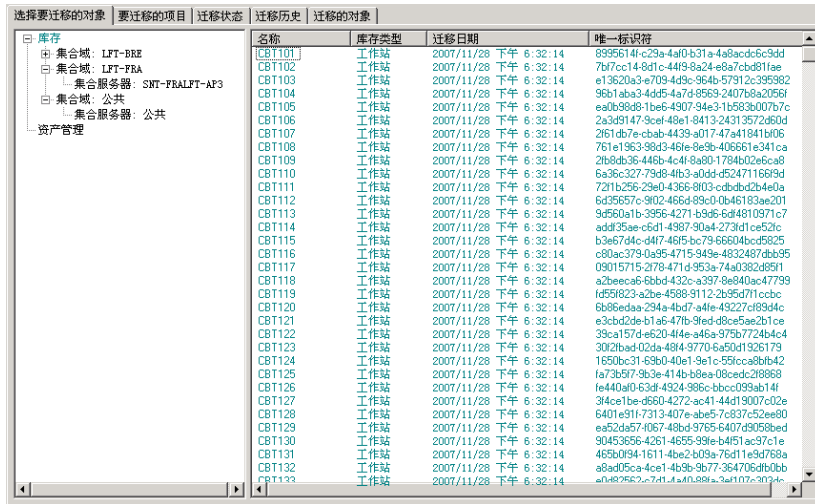 选择要迁移的对象 要迁移的项目 迁移状态 迁移历史 迁移的对象
库存
集合域: LFT-BRE
集合域: LFT-FRA
集合服务器: SNT-FRALFT-AP3
集合域: 公共
集合服务器: 公共
资产管理
名称 库存类型 迁移日期 唯一标识符
CBT101 工作站 2007/11/28 下午 6:32:14 8995614f-c29a-4af0-b31a-4a8acdc6c9dd
CBT102 工作站 2007/11/28 下午 6:32:14 7bf7cc14-8d1c-44f9-8a24-e8a7cbd81fae
CBT103 工作站 2007/11/28 下午 6:32:14 e13620a3-e709-4d9c-964b-57912c395982
CBT104 工作站 2007/11/28 下午 6:32:14 96b1aba3-4dd5-4a7d-8569-2407b8a2056f
CBT105 工作站 2007/11/28 下午 6:32:14 ea0b98d8-1be6-4907-94e3-1b583b007b7c
CBT106 工作站 2007/11/28 下午 6:32:14 2a3d9147-9cef-48e1-8413-24313572d60d
CBT107 工作站 2007/11/28 下午 6:32:14 2f61db7e-cbab-4439-a017-47a41841bf06
CBT108 工作站 2007/11/28 下午 6:32:14 761e1963-98d3-46fe-8e9b-406661e341ca
CBT109 工作站 2007/11/28 下午 6:32:14 2fb8db36-446b-4c4f-8a80-1784b02e6ca8
CBT110 工作站 2007/11/28 下午 6:32:14 6a36c327-79d8-4fb3-a0dd-d52471166f9d
CBT111 工作站 2007/11/28 下午 6:32:14 72f1b256-29e0-4366-8f03-cdbdbd2b4e0a
CBT112 工作站 2007/11/28 下午 6:32:14 6d35657c-9f02-466d-89c0-0b46183ae201
CBT113 工作站 2007/11/28 下午 6:32:14 9d560a1b-3956-4271-b9d6-6df4810971c7
CBT114 工作站 2007/11/28 下午 6:32:14 addf35ae-c6d1-4987-90a4-273fd1ce52fc
CBT115 工作站 2007/11/28 下午 6:32:14 b3e67d4c-d4f7-46f5-bc79-66604bcd5825
CBT116 工作站 2007/11/28 下午 6:32:14 c80ac379-0a95-4715-949e-4832487dbb95
CBT117 工作站 2007/11/28 下午 6:32:14 09015715-2f78-471d-953a-74a0382d85f1
CBT118 工作站 2007/11/28 下午 6:32:14 a2beeca6-6bbd-432c-a397-8e840ac47799
CBT119 工作站 2007/11/28 下午 6:32:14 fd55f823-a2be-4588-9112-2b95d7f1ccbc
CBT120 工作站 2007/11/28 下午 6:32:14 6b86edaa-294a-4bd7-a4fe-49227cf89d4c
CBT121 工作站 2007/11/28 下午 6:32:14 e3cbd2de-b1a6-47fb-9fed-d8ce5ae2b1ce
CBT122 工作站 2007/11/28 下午 6:32:14 39ca157d-e620-4f4e-a46a-975b7724b4c4
CBT123 工作站 2007/11/28 下午 6:32:14 30f2fbad-02da-48f4-9770-6a50d1926179
CBT124 工作站 2007/11/28 下午 6:32:14 1650bc31-69b0-40e1-9e1c-55fcca8bfb42
CBT125 工作站 2007/11/28 下午 6:32:14 fa73b5f7-9b3e-414b-b8ea-08cedc2f8868
CBT126 工作站 2007/11/28 下午 6:32:14 fe440af0-63df-4924-986c-bbcc099ab14f
CBT127 工作站 2007/11/28 下午 6:32:14 3f4ce1be-d660-4272-ac41-44d19007c02e
CBT128 工作站 2007/11/28 下午 6:32:14 6401e91f-7313-407e-abe5-7c837c52ee80
CBT129 工作站 2007/11/28 下午 6:32:14 ea52da57-f067-48bd-9765-6407d9058bed
CBT130 工作站 2007/11/28 下午 6:32:14 90453656-4261-4655-99fe-b4f51ac97c1e
CBT131 工作站 2007/11/28 下午 6:32:14 465b0f94-1611-4be2-b09a-76d11e9d768a
CBT132 工作站 2007/11/28 下午 6:32:14 a8ad05ca-4ce1-4b9b-9b77-364706dfb0bb
CBT133 工作站 2007/11/28 下午 6:32:14